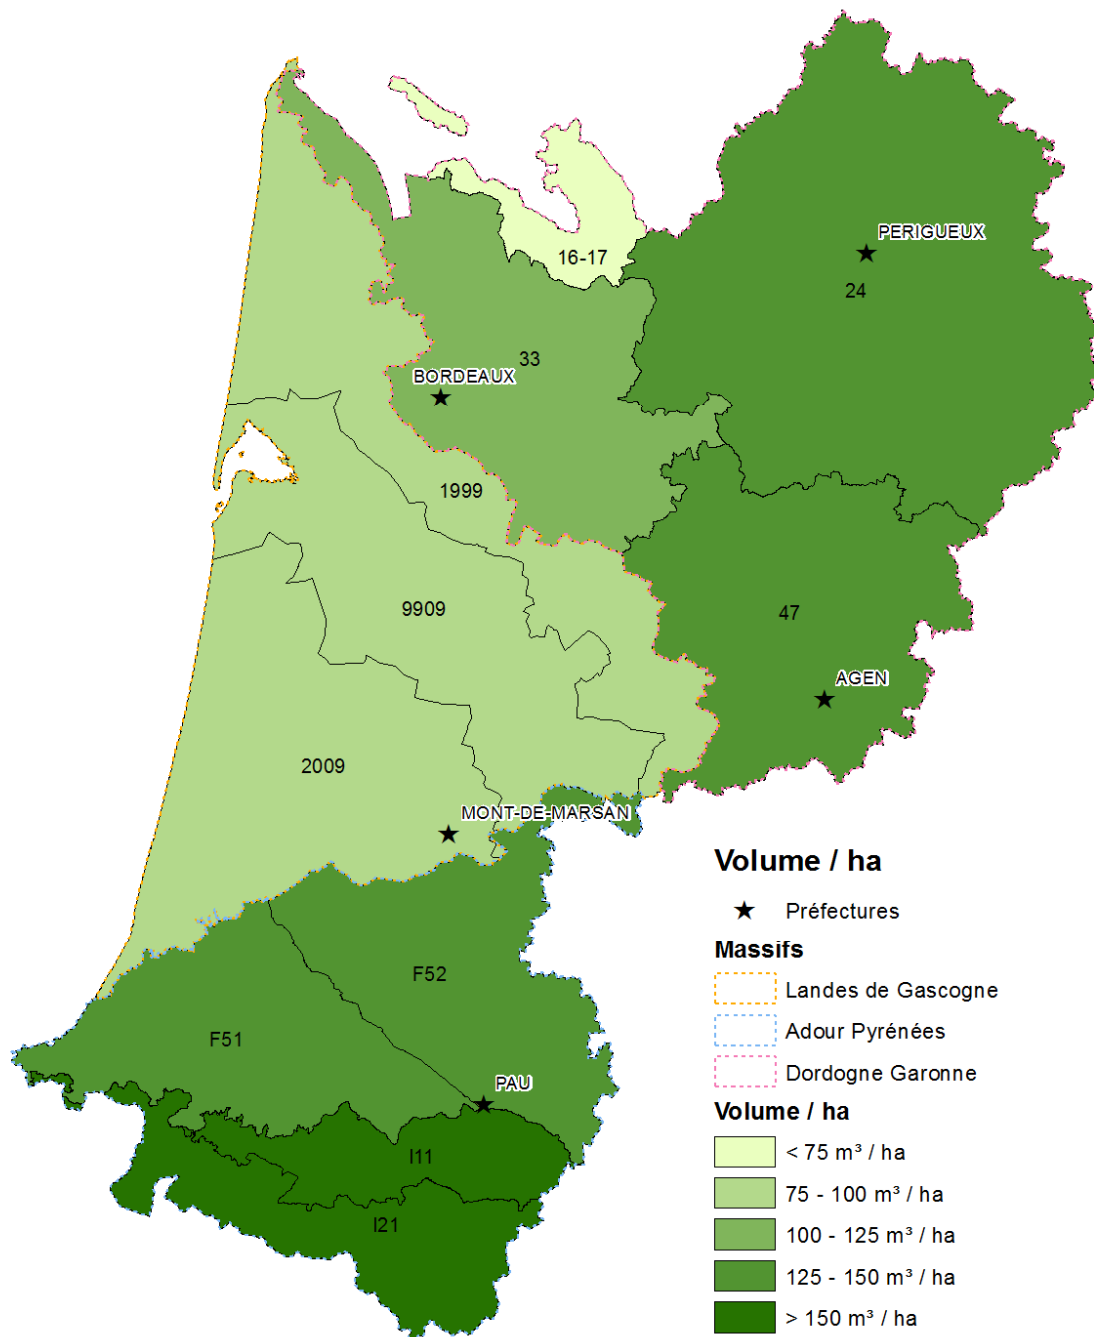 16-17
PERIGUEUX
24
33
BORDEAUX
1999
9909
47
AGEN
2009
MONT-DE-MARSAN
F52
F51
PAU
I11
I21
Volume / ha
Préfectures
Massifs
Landes de Gascogne
Adour Pyrénées
Dordogne Garonne
Volume / ha
< 75 m³ / ha
75 - 100 m³ / ha
100 - 125 m³ / ha
125 - 150 m³ / ha
> 150 m³ / ha